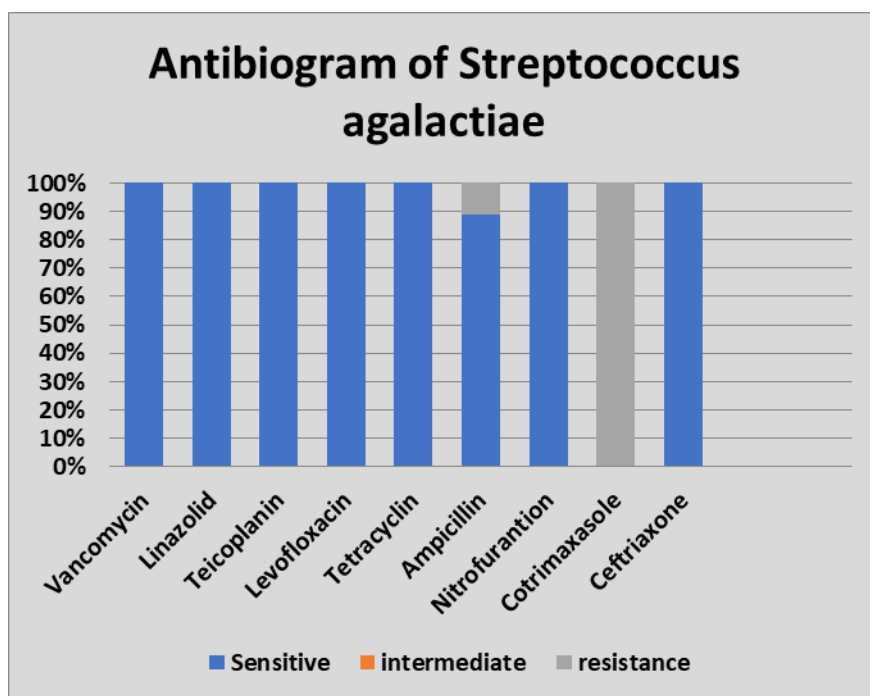 Antibiogram of Streptococcus
agalactiae
100%
90%
80%
70%
60%
50%
40%
30%
20%
10%
0%
Vancomycin
Linazolid
Teicoplanin
Levofloxacin
Tetracyclin
Ampicillin
Nitrofurantion
Cotrimaxasole
Ceftriaxone
Sensitive intermediate resistance